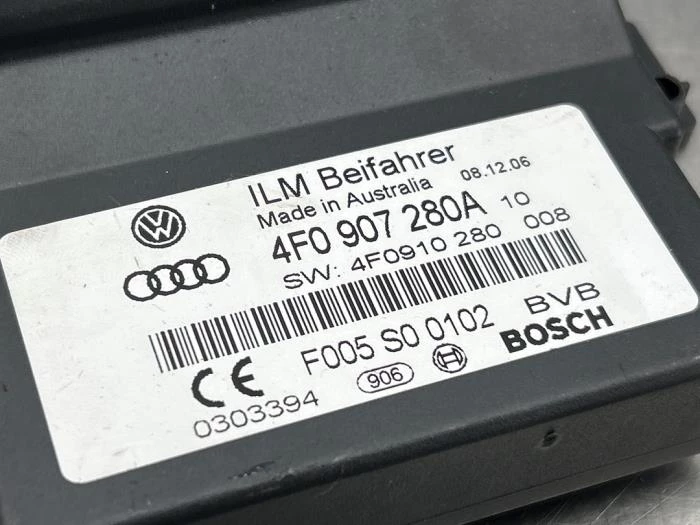 ILM Beifahrer
Made in Australia 08.12.06
4F0 907 280A 10
SW: 4F0910 280 008
F005 S0 0102 BVB
CE 906 BOSCH
0303394